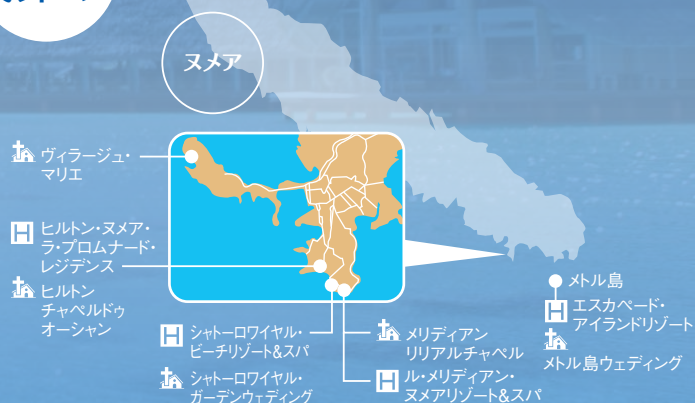 ヌメア
ヴィラージュ・
マリエ
H ヒルトン・ヌメア・
ラ・プロムナード・
レジデンス
ヒルトン
チャペルドゥ
オーシャン
H シャトーロワイヤル・
ビーチリゾート&スパ
シャトーロワイヤル・
ガーデンウェディング
メリディアン
リリアルチャペル
H ル・メリディアン・
ヌメアリゾート&スパ
メトル島
H エスカペード・
アイランドリゾート
メトル島ウェディング